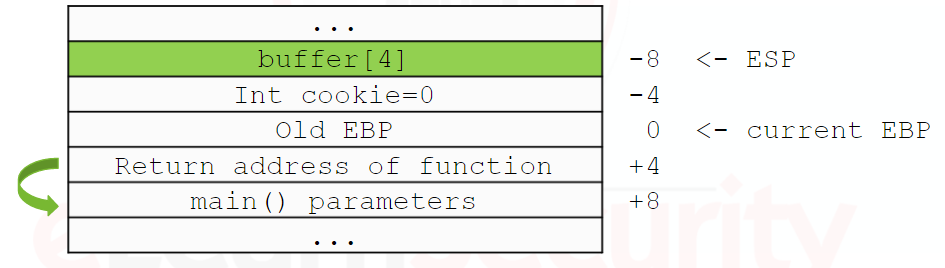 ...
buffer[4] -8 <- ESP
Int cookie=0 -4
Old EBP 0 <- current EBP
Return address of function +4
main() parameters +8
...